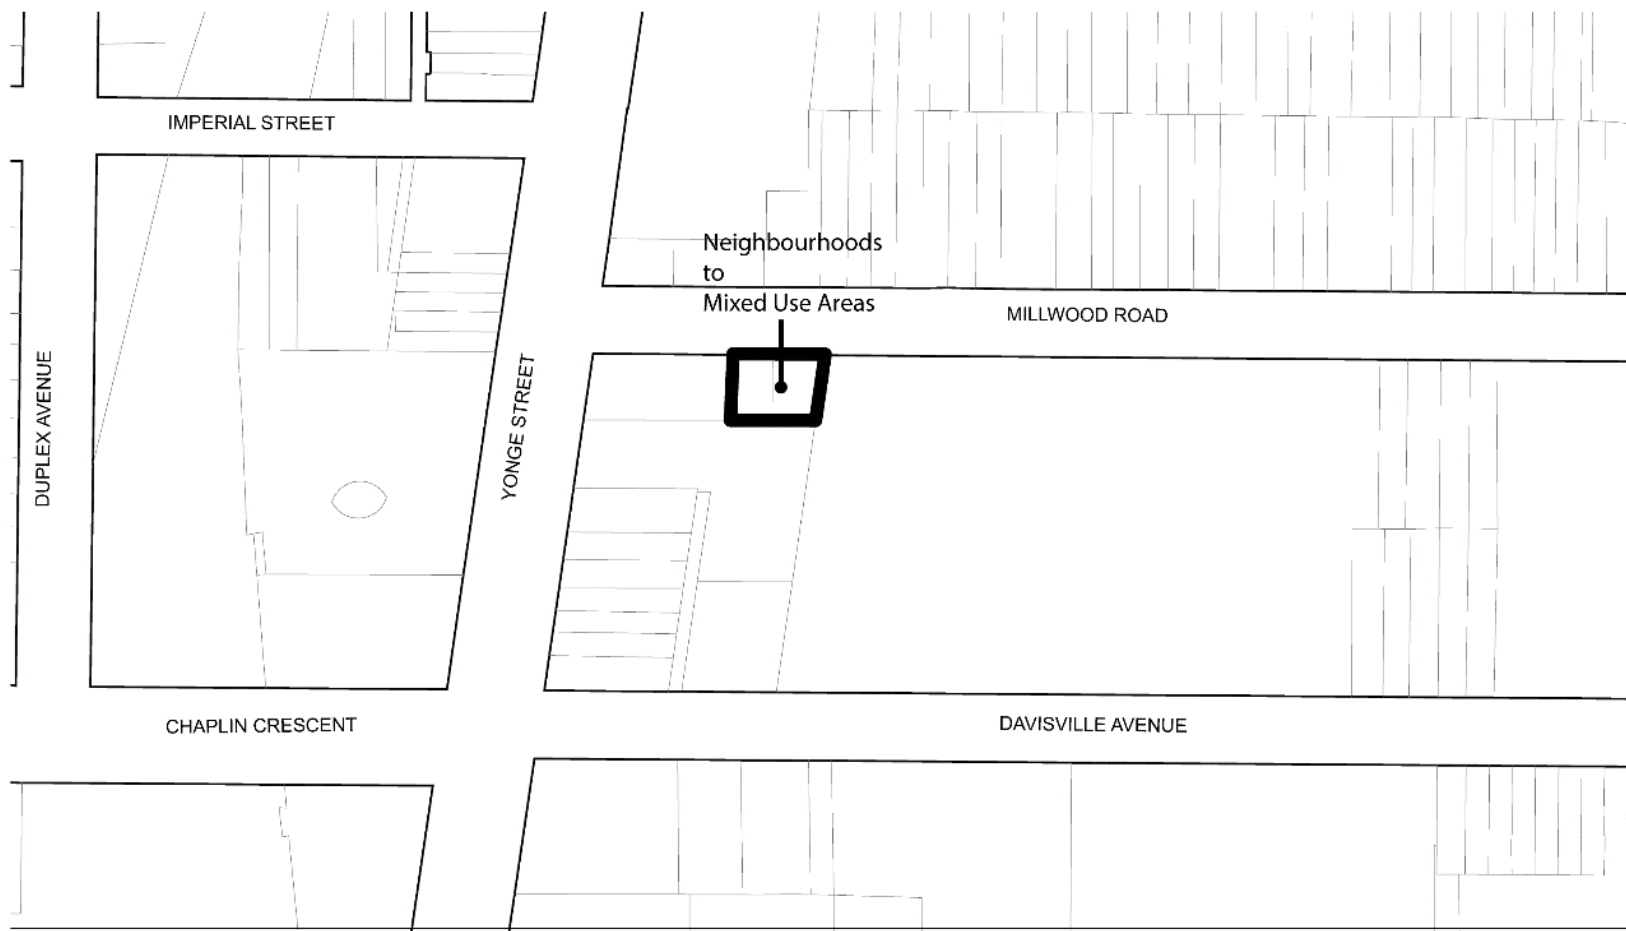 IMPERIAL STREET
Neighbourhoods
to
Mixed Use Areas
MILLWOOD ROAD
DUPLEX AVENUE
YONGE STREET
CHAPLIN CRESCENT
DAVISVILLE AVENUE